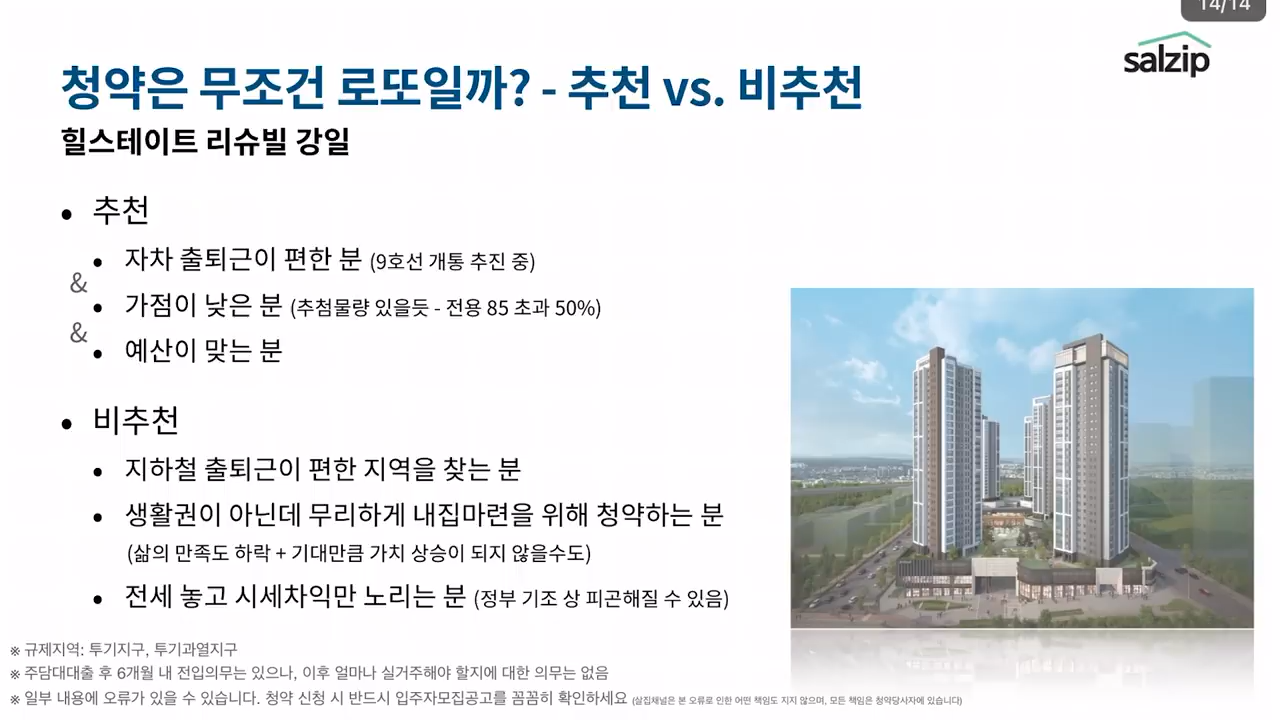 14/14
salzip
청약은 무조건 로또일까? - 추천 vs. 비추천
힐스테이트 리슈빌 강일
• 추천
• 자차 출퇴근이 편한 분 (9호선 개통 추진 중)
&
• 가점이 낮은 분 (추첨물량 있을듯 - 전용 85 초과 50%)
&
• 예산이 맞는 분
• 비추천
• 지하철 출퇴근이 편한 지역을 찾는 분
• 생활권이 아닌데 무리하게 내집마련을 위해 청약하는 분
(삶의 만족도 하락 + 기대만큼 가치 상승이 되지 않을수도)
• 전세 놓고 시세차익만 노리는 분 (정부 기조 상 피곤해질 수 있음)
※ 규제지역: 투기지구, 투기과열지구
※ 주담대대출 후 6개월 내 전입의무는 있으나, 이후 얼마나 실거주해야 할지에 대한 의무는 없음
※ 일부 내용에 오류가 있을 수 있습니다. 청약 신청 시 반드시 입주자모집공고를 꼼꼼히 확인하세요 (살집채널은 본 오류로 인한 어떤 책임도 지지 않으며, 모든 책임은 청약당사자에 있습니다)